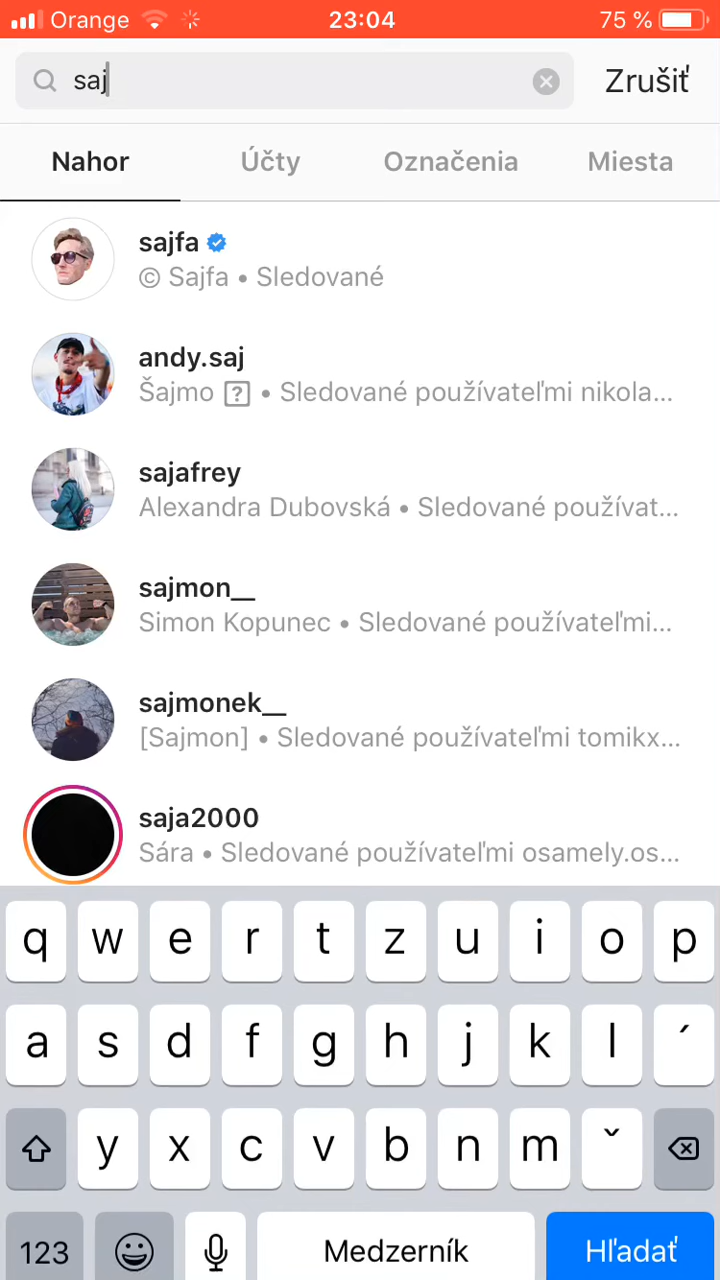 Orange 23:04 75 %
saj Zrušiť
Nahor Účty Označenia Miesta
sajfa
© Sajfa • Sledované
andy.saj
Šajmo • Sledované používateľmi nikola...
sajafrey
Alexandra Dubovská • Sledované používat...
sajmon__
Simon Kopunec • Sledované používateľmi...
sajmonek__
[Sajmon] • Sledované používateľmi tomikx...
saja2000
Sára • Sledované používateľmi osamely.os...
q w e r t z u i o p
a s d f g h j k l ´
y x c v b n m ˇ
123 Medzerník Hľadať